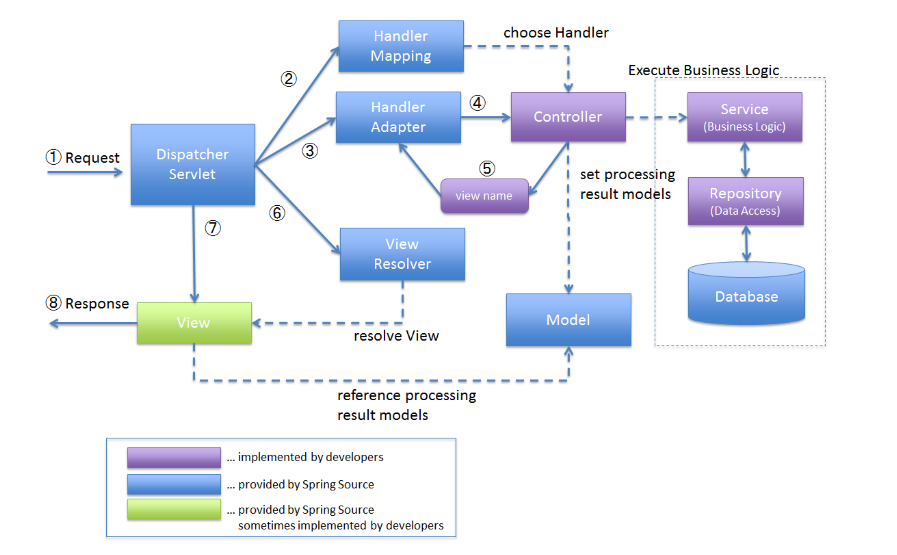 Handler
Mapping
choose Handler
②
Execute Business Logic
Handler
Adapter
④
Controller
Service
(Business Logic)
① Request
Dispatcher
Servlet
③
⑤
view name
set processing
result models
Repository
(Data Access)
⑥
⑦
View
Resolver
⑧ Response
View
resolve View
Model
Database
reference processing
result models
... implemented by developers
... provided by Spring Source
... provided by Spring Source
sometimes implemented by developers